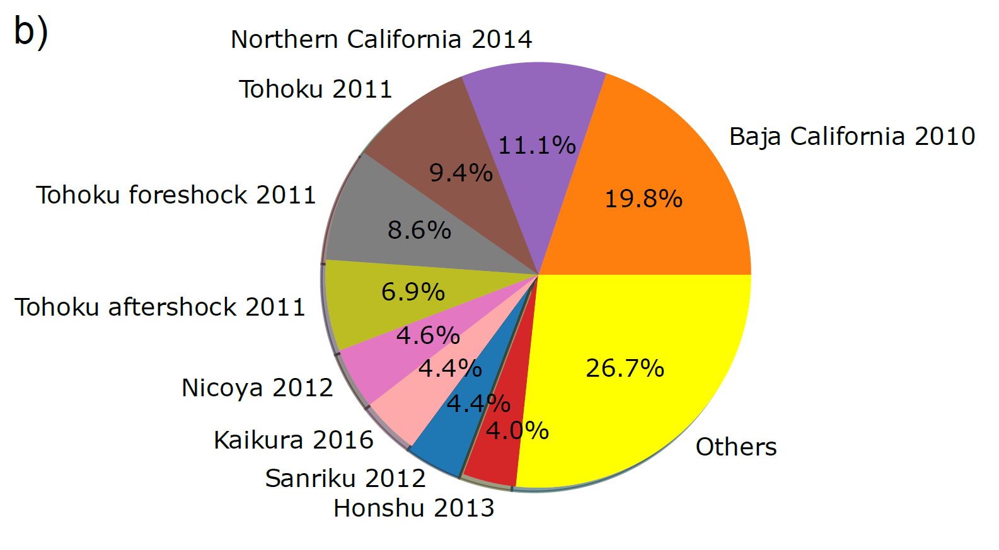 b)
Northern California 2014
Tohoku 2011
Baja California 2010
11.1%
9.4%
19.8%
Tohoku foreshock 2011
8.6%
6.9%
Tohoku aftershock 2011
4.6%
4.4%
26.7%
Nicoya 2012
4.4%
4.0%
Kaikura 2016
Others
Sanriku 2012
Honshu 2013